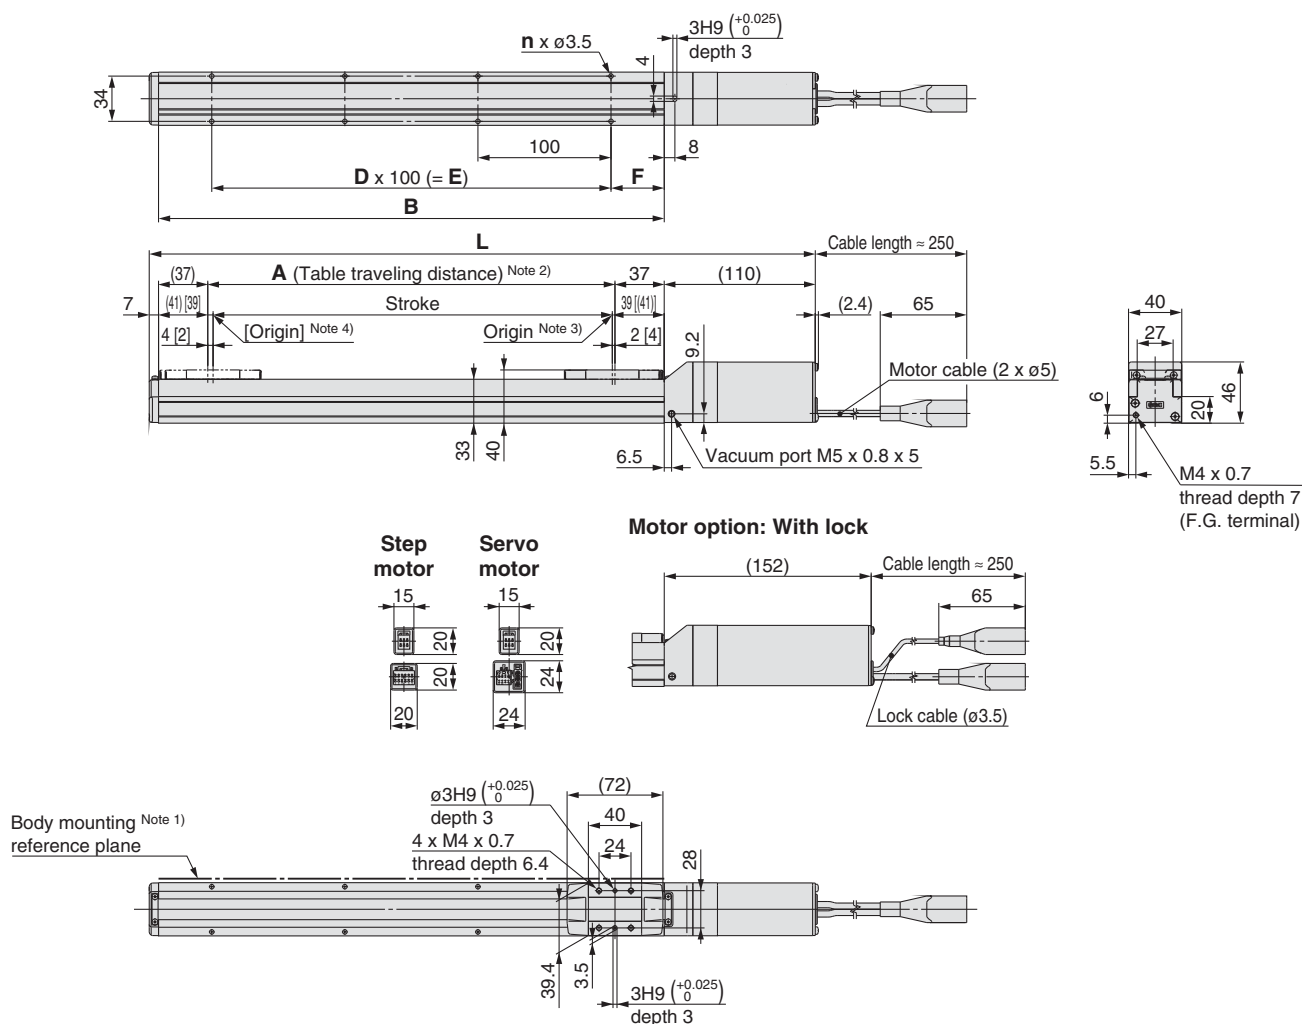 3H9 (+0.025 0)
n x ø3.5
depth 3
4
34
100
8
D x 100 (= E)
F
B
L
Cable length ≈ 250
(37)
A (Table traveling distance) Note 2)
37
(110)
7
(41) [39]
Stroke
39 [(41)]
(2.4)
65
40
[Origin] Note 4)
Origin Note 3)
27
4 [2]
2 [4]
9.2
Motor cable (2 x ø5)
6
46
20
33
40
6.5
Vacuum port M5 x 0.8 x 5
5.5
M4 x 0.7
thread depth 7
(F.G. terminal)
Motor option: With lock
Step
motor
Servo
motor
(152)
Cable length ≈ 250
15
15
65
20
20
20
24
20
24
Lock cable (ø3.5)
ø3H9 (+0.025 0)
depth 3
(72)
Body mounting Note 1)
reference plane
40
4 x M4 x 0.7
thread depth 6.4
24
28
39.4
3.5
3H9 (+0.025 0)
depth 3